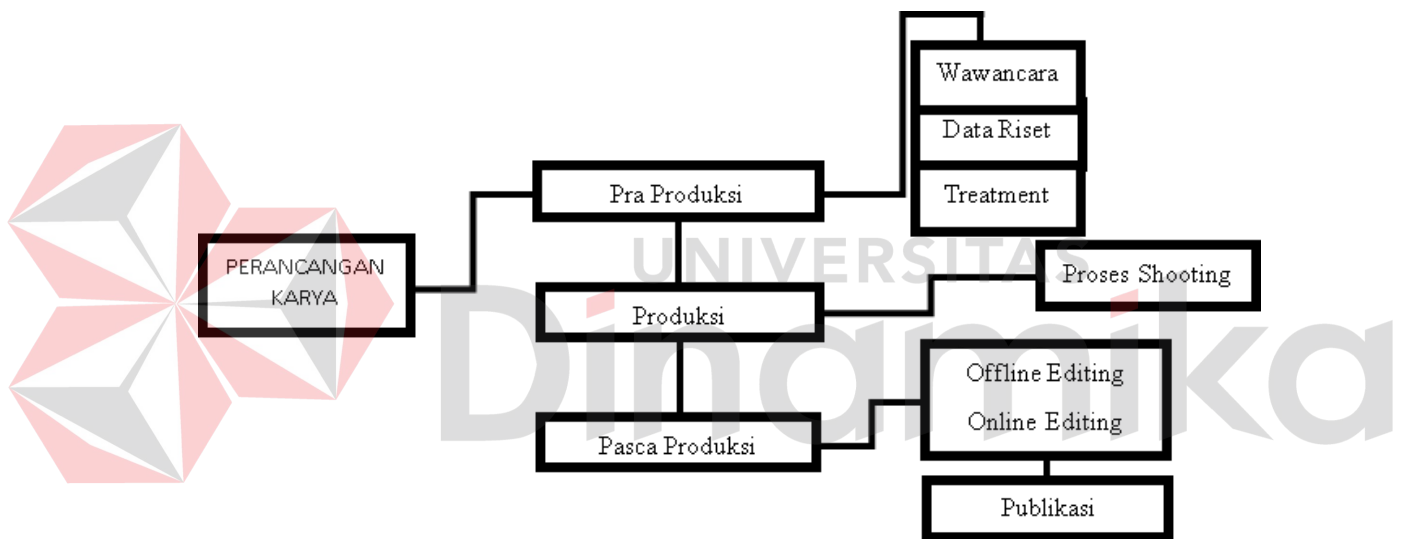 PERANCANGAN
KARYA
Pra Produksi
Wawancara
Data Riset
Treatment
Produksi
Proses Shooting
Pasca Produksi
Offline Editing
Online Editing
Publikasi
UNIVERSITAS
Dinamika